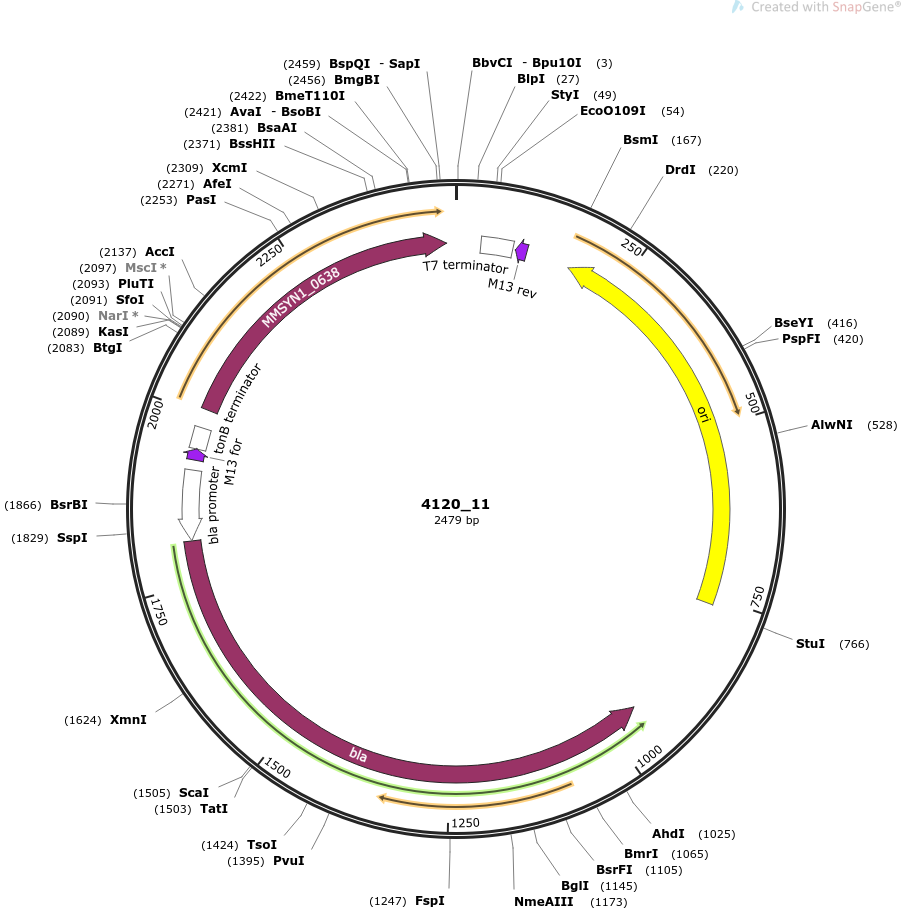 Created with SnapGene®
(2459) BspQI - SapI
(2456) BmgBI
(2422) BmeT110I
(2421) AvaI - BsoBI
(2381) BsaAI
(2371) BssHII
(2309) XcmI
(2271) AfeI
(2253) PasI
(2137) AccI
(2097) MscI *
(2093) PluTI
(2091) SfoI
(2090) NarI *
(2089) KasI
(2083) BtgI
(1866) BsrBI
(1829) SspI
(1624) XmnI
(1505) ScaI
(1503) TatI
(1424) TsoI
(1395) PvuI
(1247) FspI
BbvCI - Bpu10I (3)
BlpI (27)
StyI (49)
EcoO109I (54)
BsmI (167)
DrdI (220)
BseYI (416)
PspFI (420)
AlwNI (528)
StuI (766)
AhdI (1025)
BmrI (1065)
BsrFI (1105)
BglI (1145)
NmeAIII (1173)
250
500
750
1000
1250
1500
1750
2000
2250
T7 terminator
M13 rev
ori
bla
bla promoter
M13 for
tonB terminator
MMSYN1_0638
4120_11
2479 bp